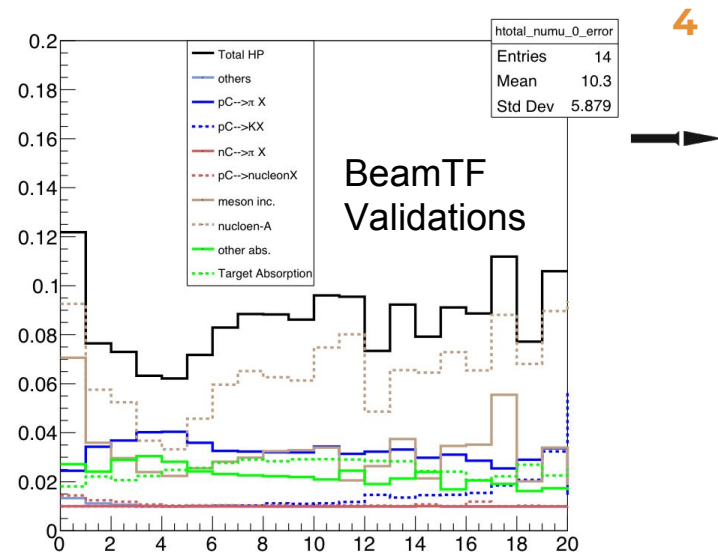 4
htotal_numu_0_error
Entries 14
Mean 10.3
Std Dev 5.879
Total HP
others
pC-->π X
pC-->KX
nC-->π X
pC-->nucleonX
meson inc.
nucloen-A
other abs.
Target Absorption
BeamTF
Validations
0.2
0.18
0.16
0.14
0.12
0.1
0.08
0.06
0.04
0.02
0
0 2 4 6 8 10 12 14 16 18 20